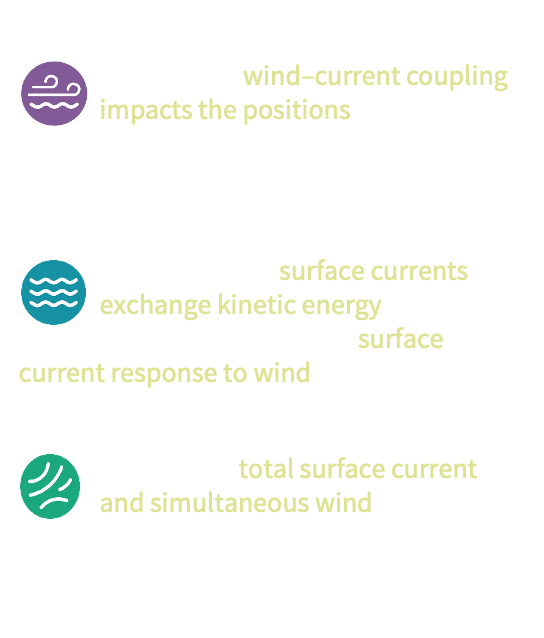 wind–current coupling
impacts the positions
surface currents
exchange kinetic energy
surface
current response to wind
total surface current
and simultaneous wind